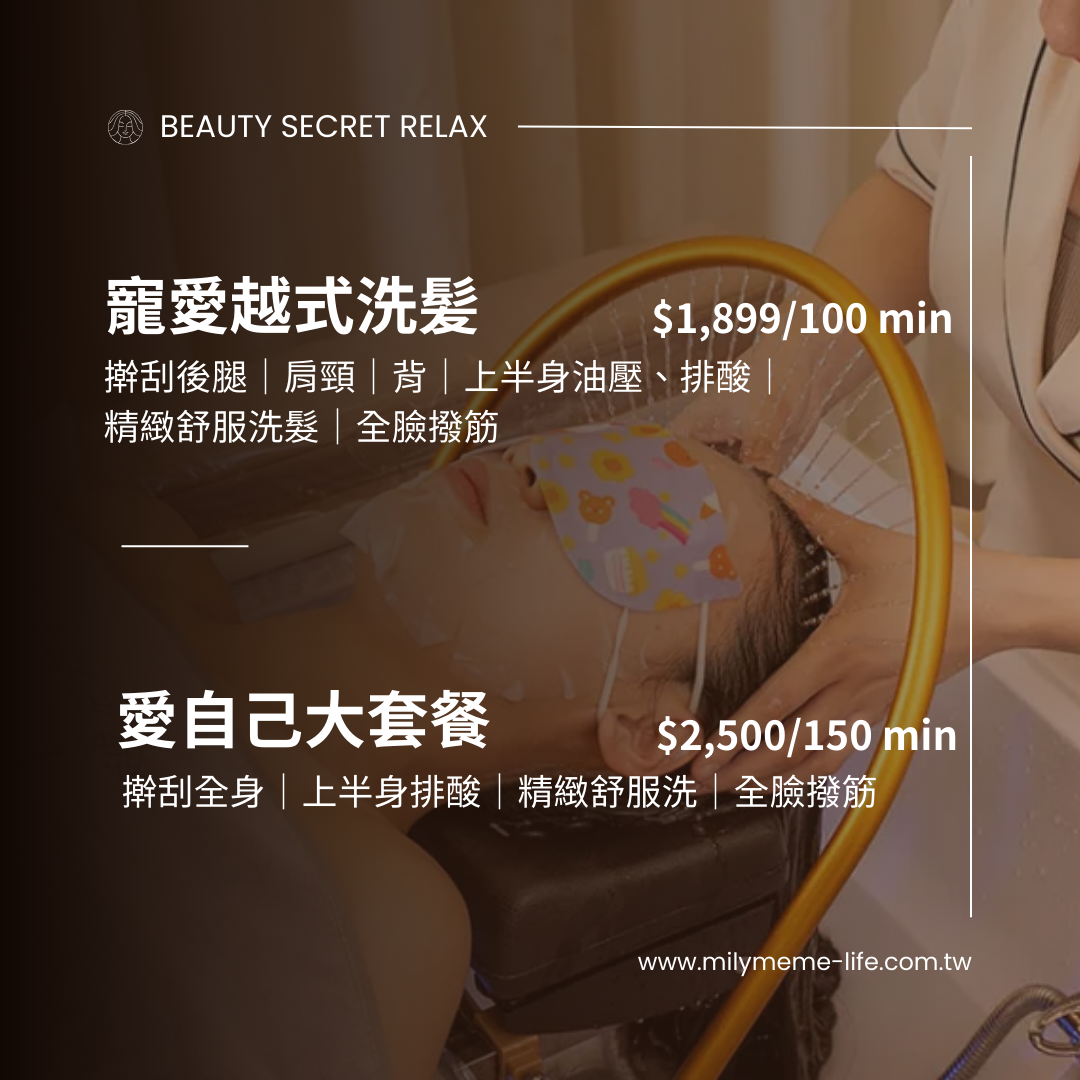 BEAUTY SECRET RELAX
寵愛越式洗髮
$1,899/100 min
擀刮後腿｜肩頸｜背｜上半身油壓、排酸｜
精緻舒服洗髮｜全臉撥筋
愛自己大套餐
$2,500/150 min
擀刮全身｜上半身排酸｜精緻舒服洗｜全臉撥筋
www.milymeme-life.com.tw